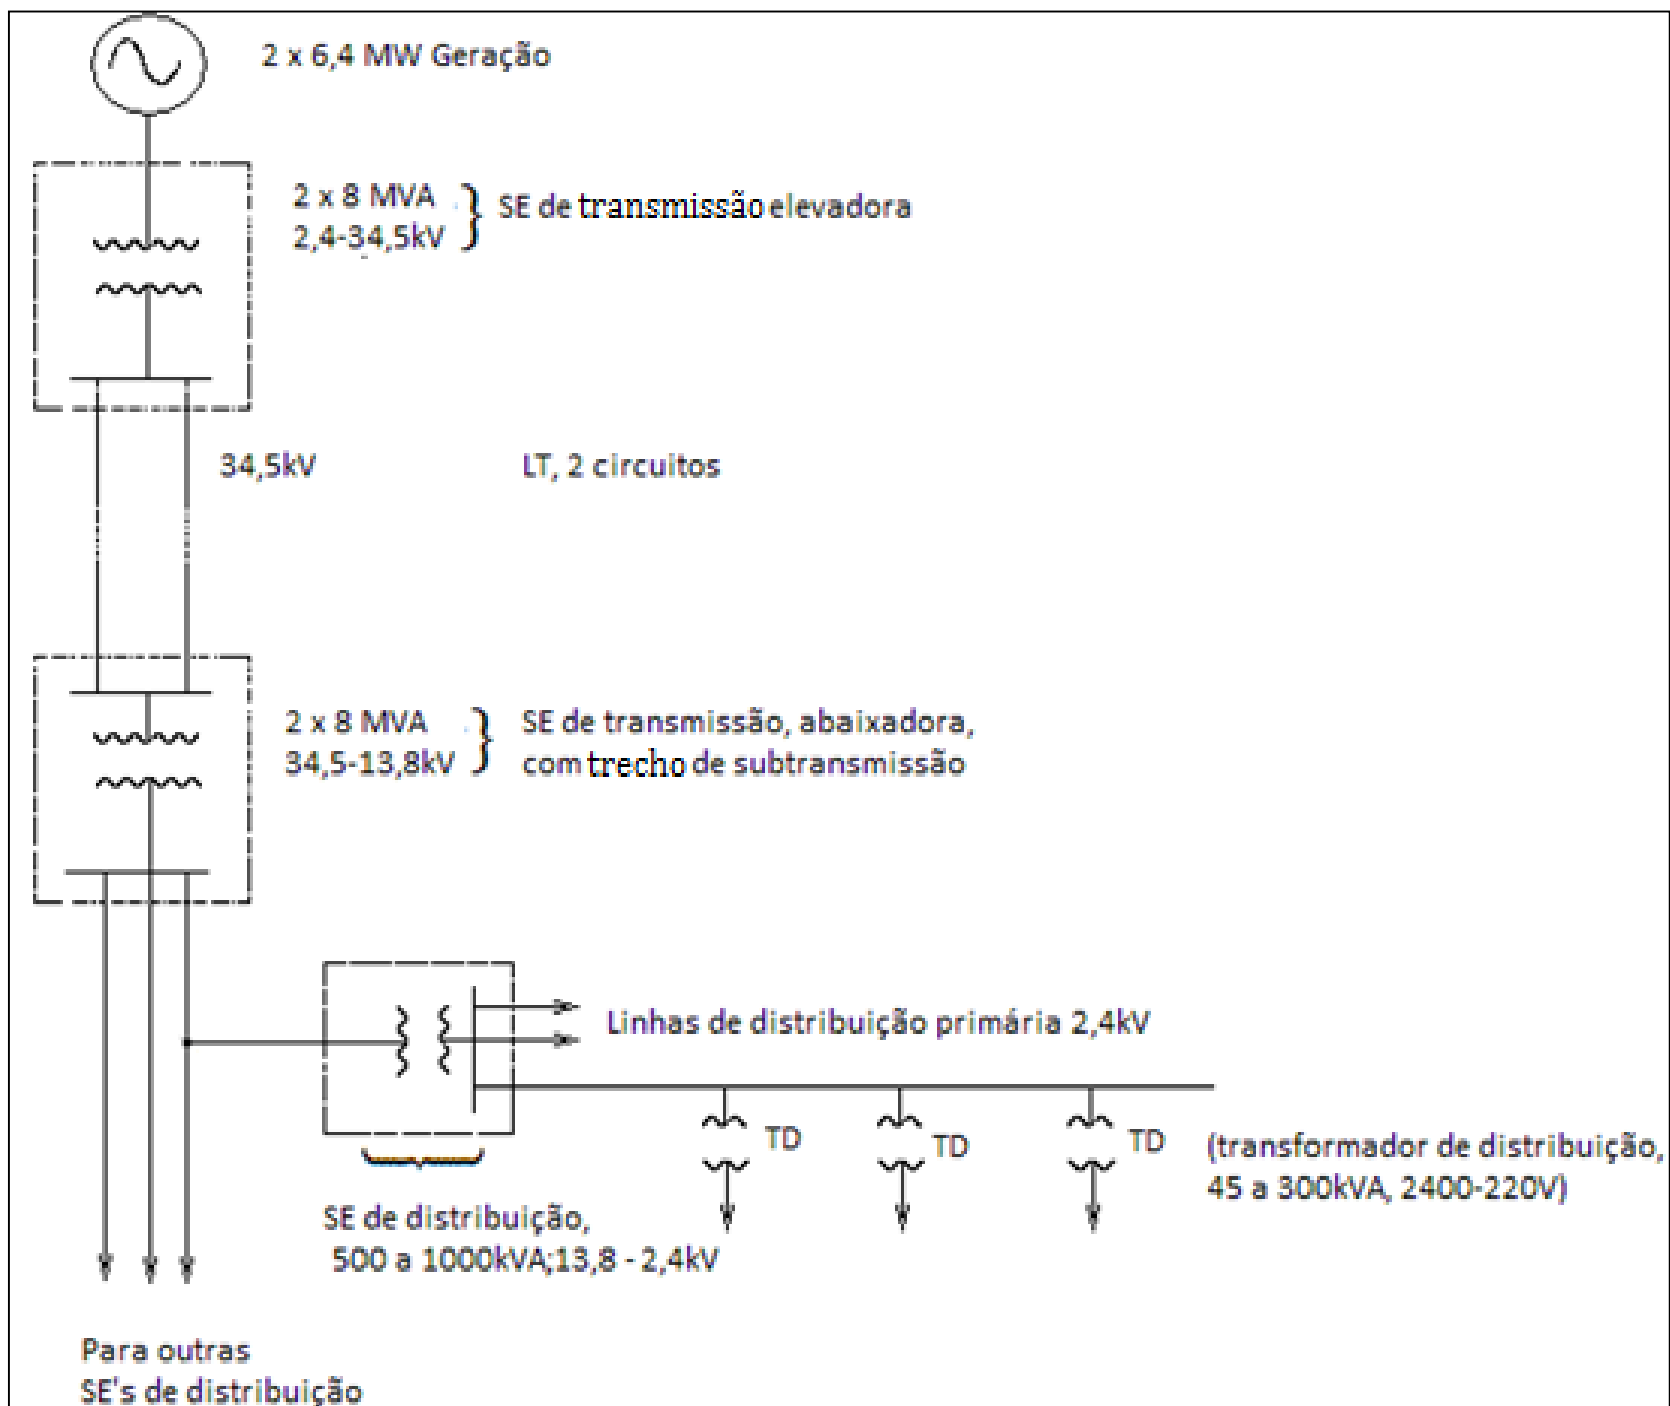 2 x 6,4 MW Geração
2 x 8 MVA
2,4-34,5kV
SE de transmissão elevadora
34,5kV
LT, 2 circuitos
2 x 8 MVA
34,5-13,8kV
SE de transmissão, abaixadora,
com trecho de subtransmissão
Linhas de distribuição primária 2,4kV
TD
TD
TD
(transformador de distribuição,
45 a 300kVA, 2400-220V)
SE de distribuição,
500 a 1000kVA;13,8 - 2,4kV
Para outras
SE's de distribuição